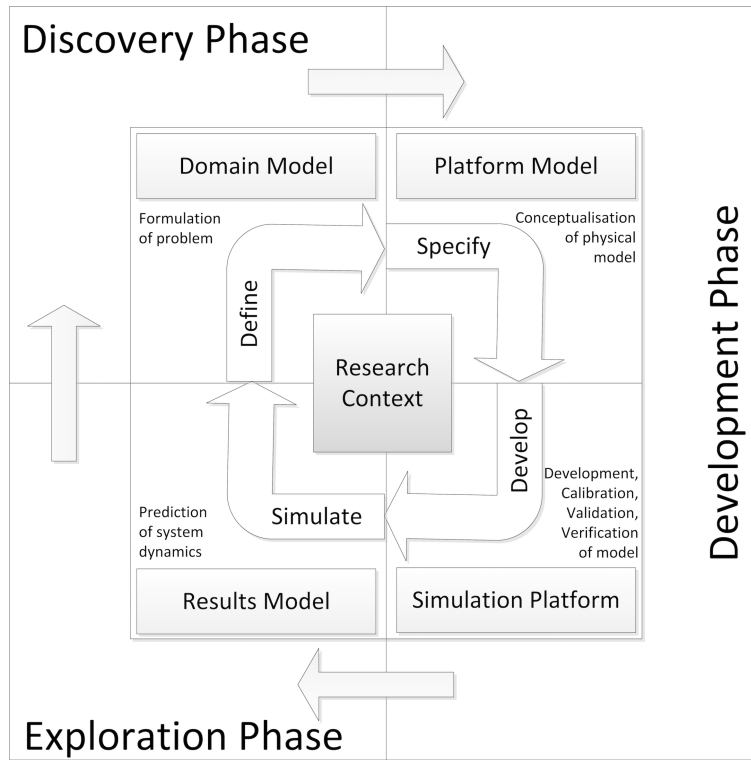 Discovery Phase
Domain Model
Platform Model
Formulation
of problem
Conceptualisation
of physical
model
Specify
Define
Research
Context
Development Phase
Develop
Development,
Calibration,
Validation,
Verification
of model
Prediction
of system
dynamics
Simulate
Results Model
Simulation Platform
Exploration Phase